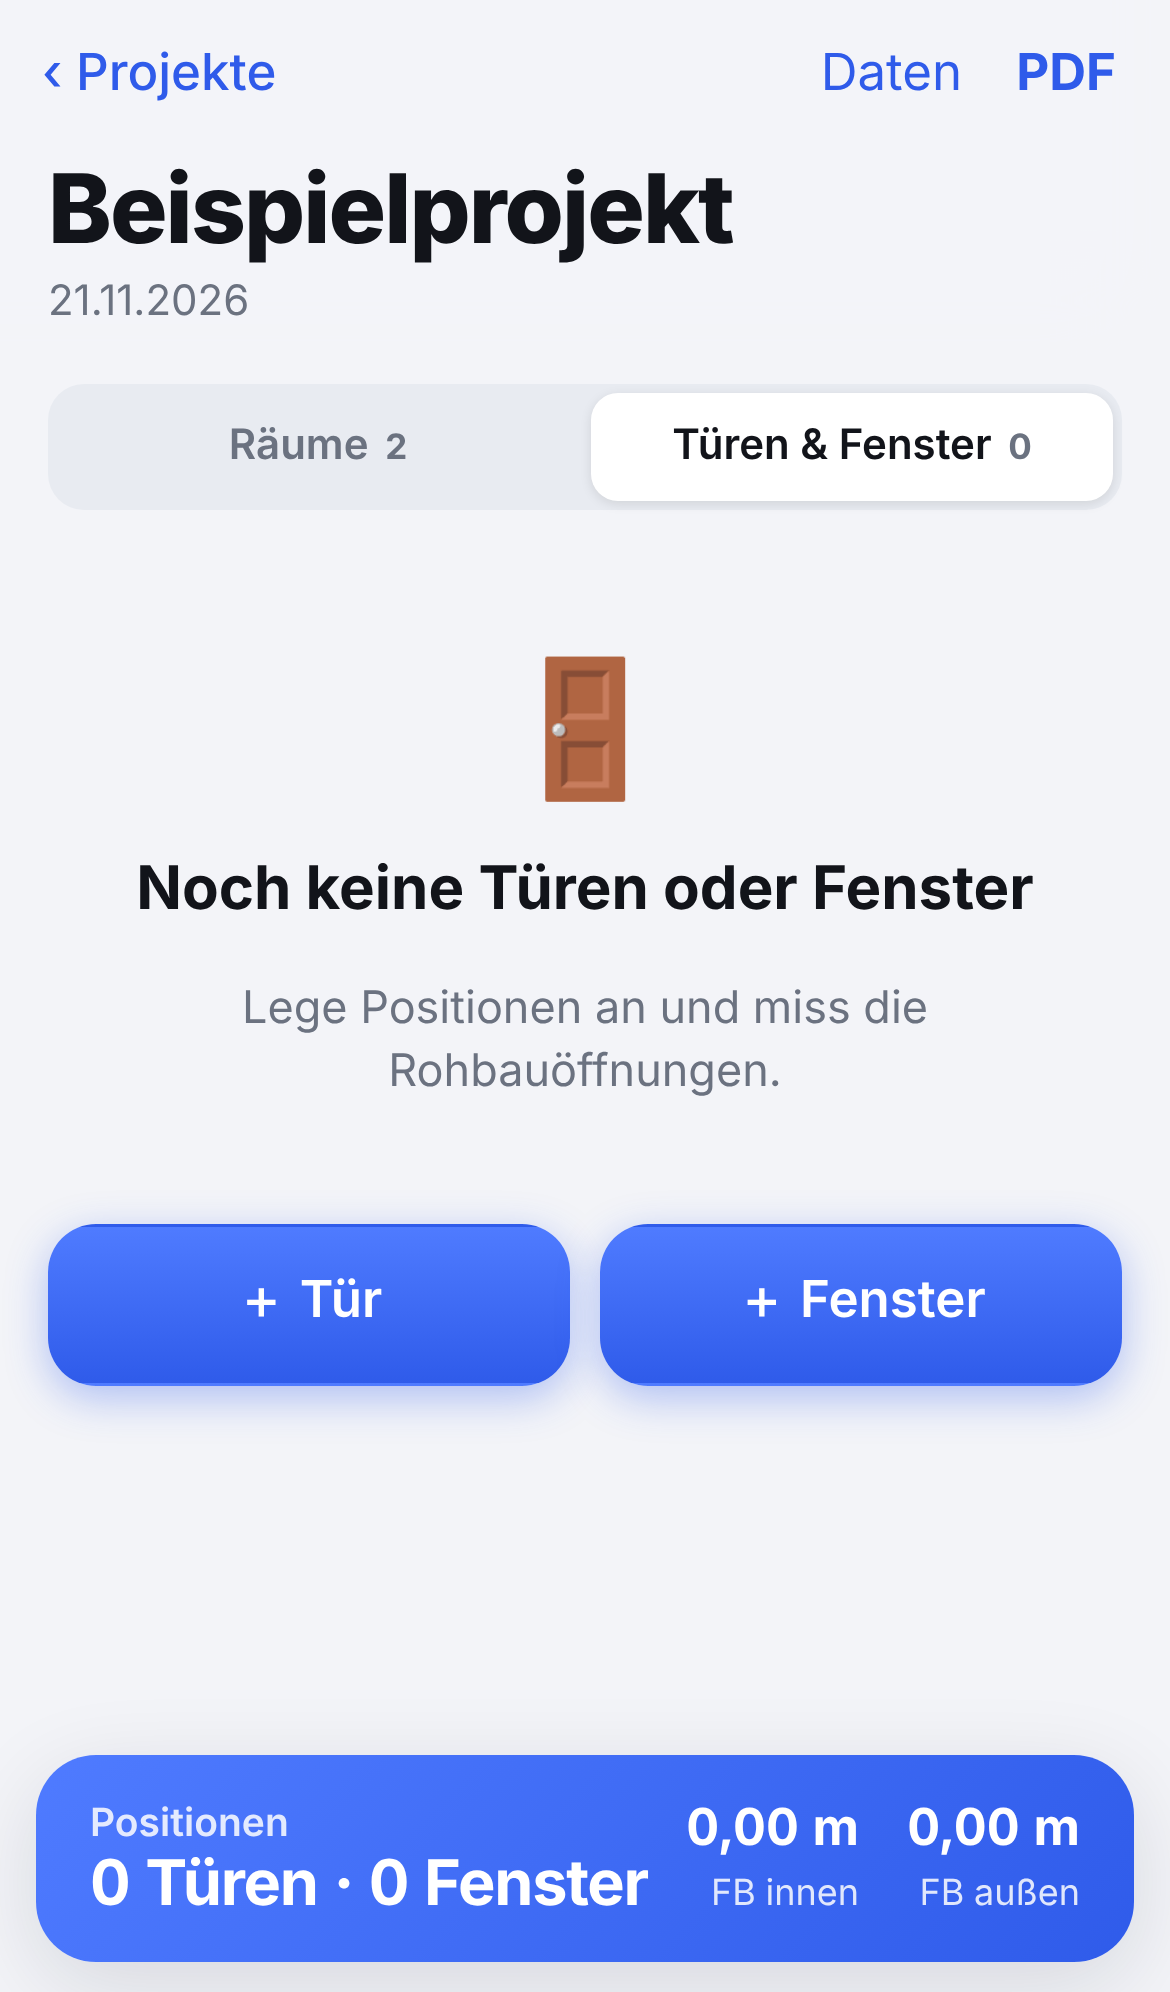 ‹ Projekte
Daten PDF
Beispielprojekt
21.11.2026
Räume 2
Türen & Fenster 0
Noch keine Türen oder Fenster
Lege Positionen an und miss die
Rohbauöffnungen.
+ Tür
+ Fenster
Positionen
0 Türen · 0 Fenster
0,00 m
FB innen
0,00 m
FB außen